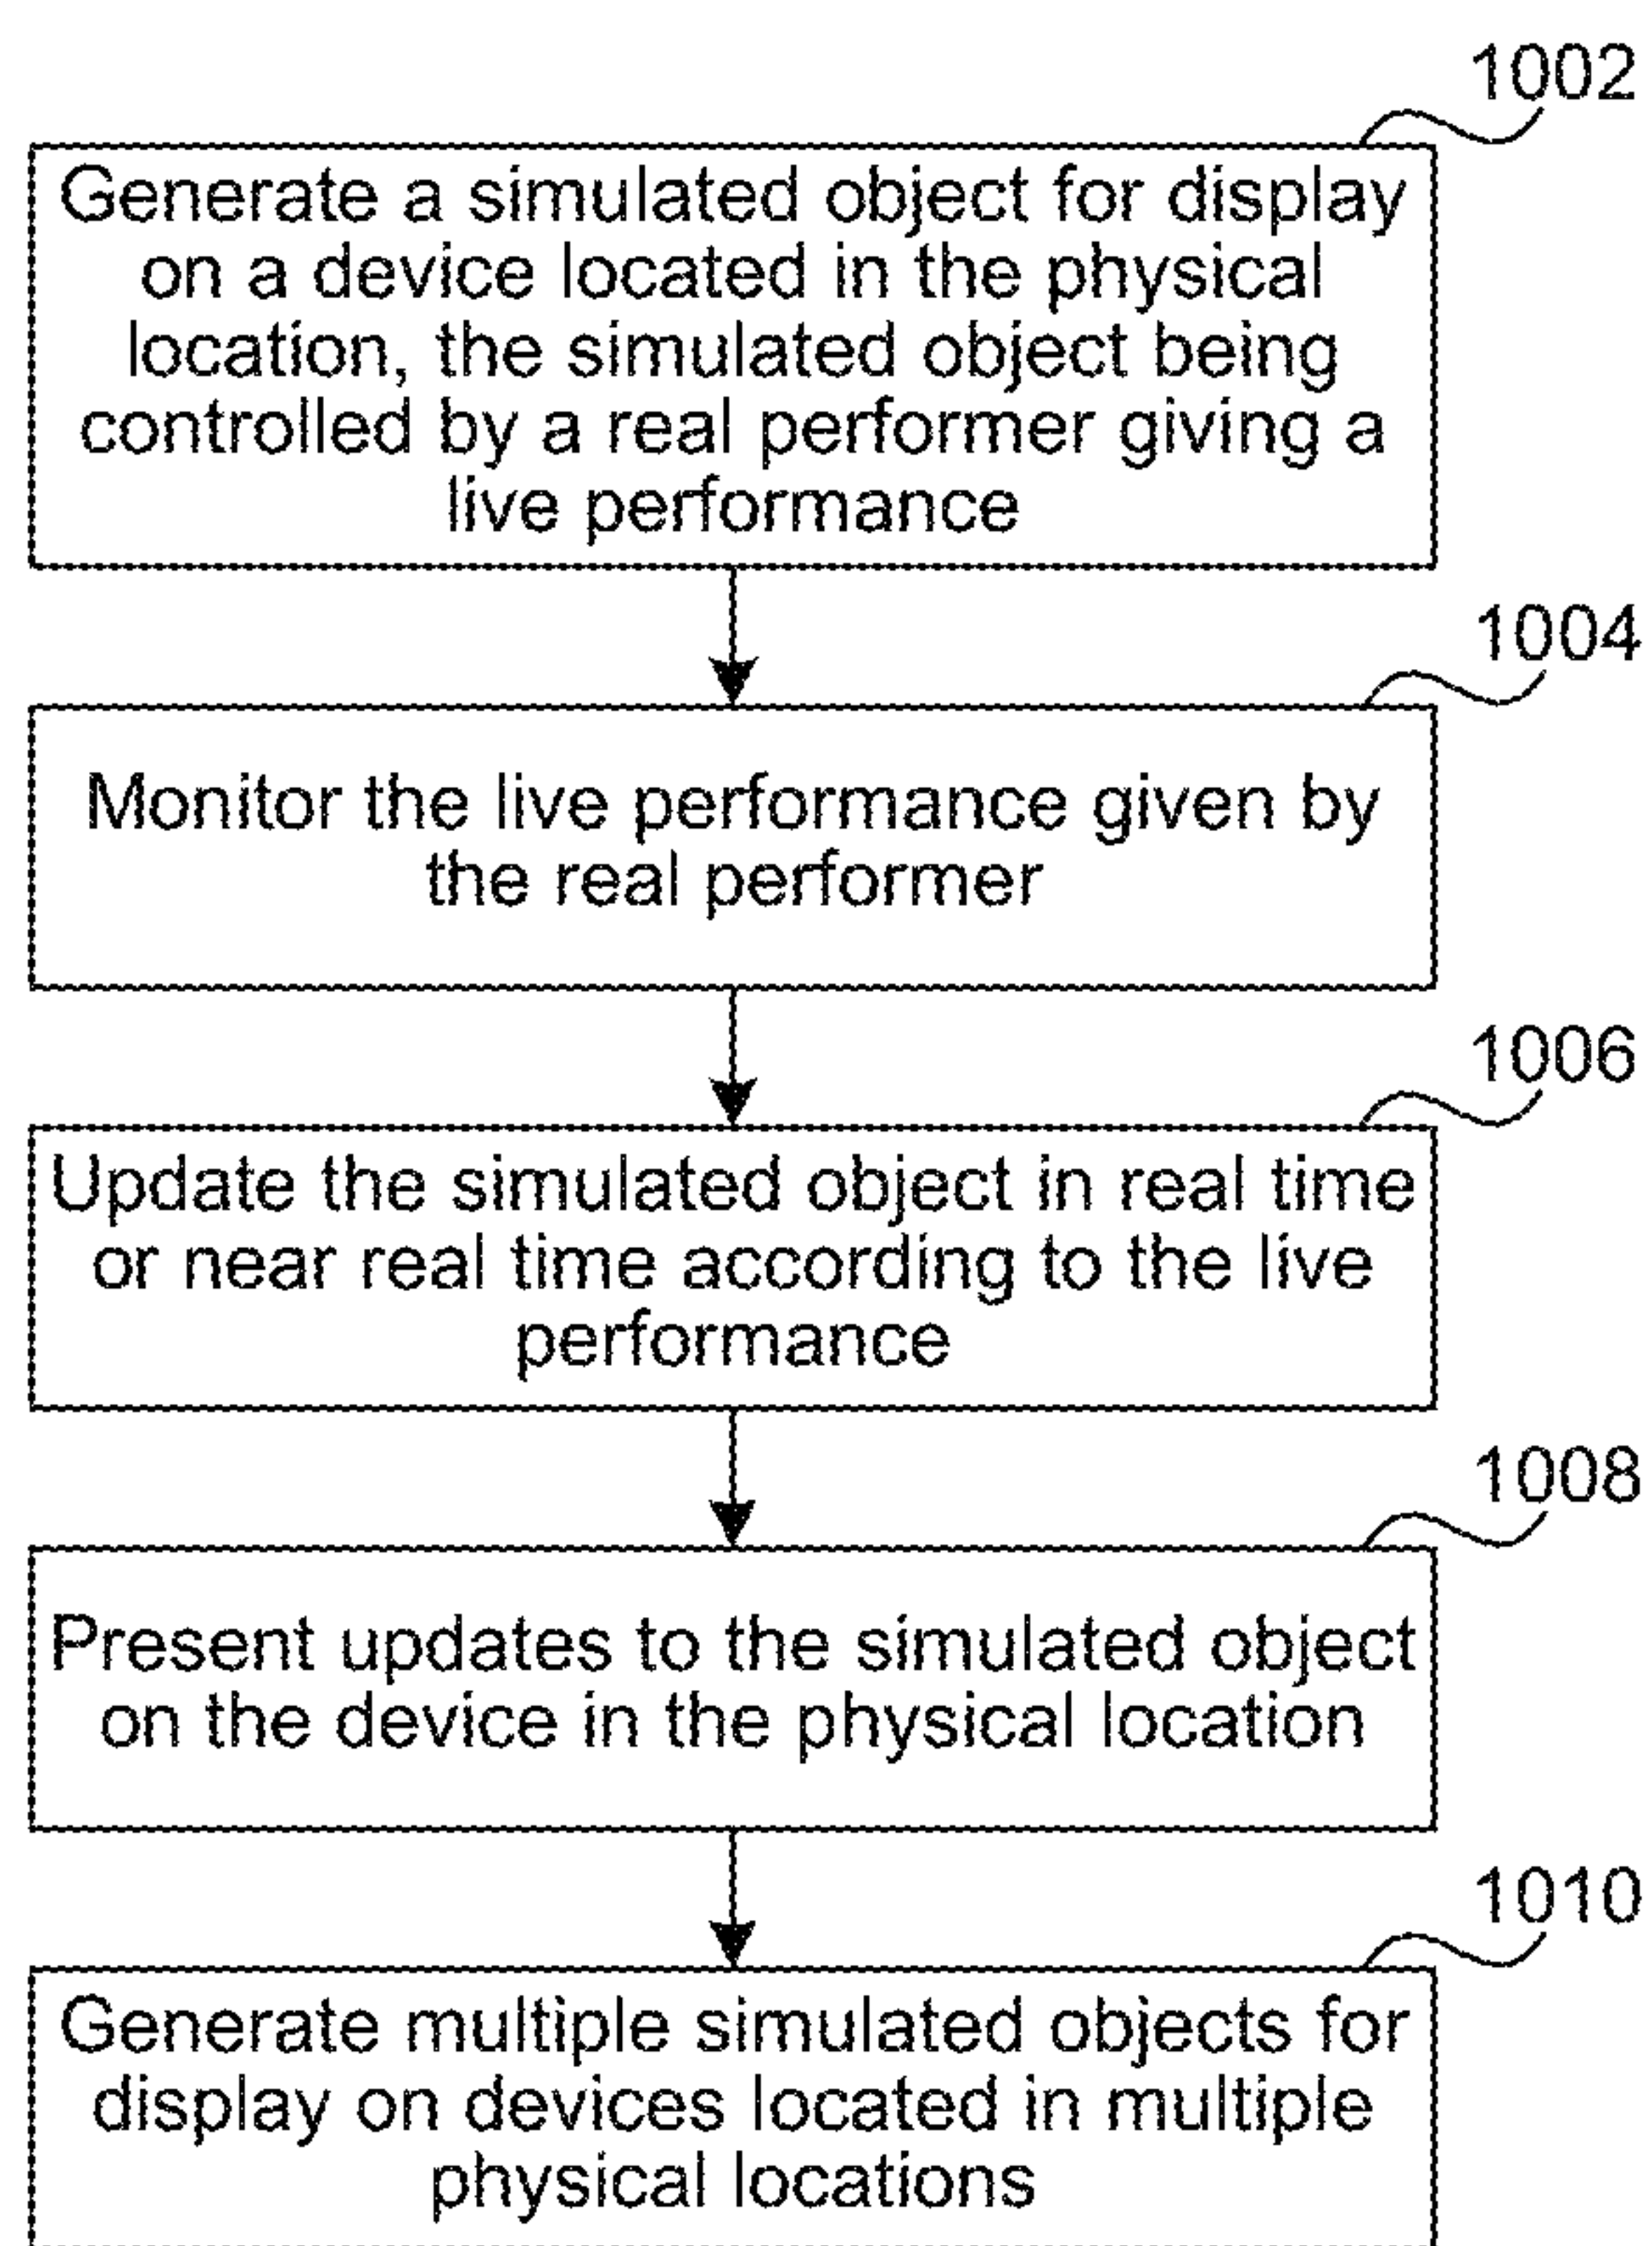 1002
Generate a simulated object for display
on a device located in the physical
location, the simulated object being
controlled by a real performer giving a
live performance
1004
Monitor the live performance given by
the real performer
1006
Update the simulated object in real time
or near real time according to the live
performance
1008
Present updates to the simulated object
on the device in the physical location
1010
Generate multiple simulated objects for
display on devices located in multiple
physical locations